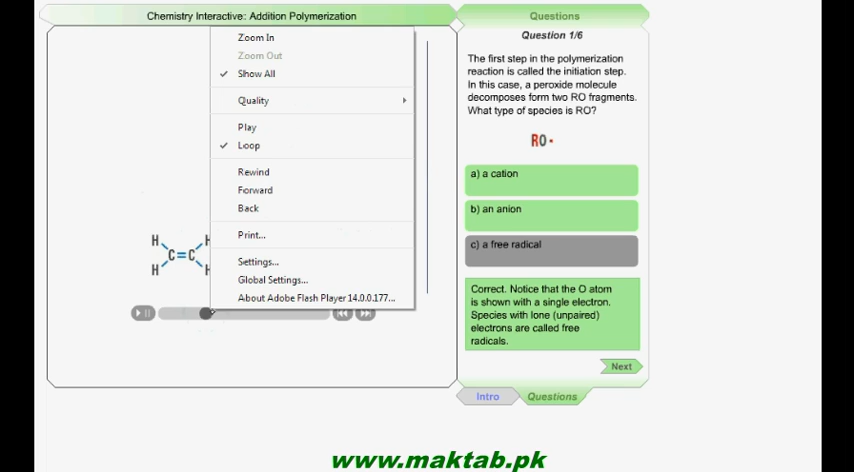 Chemistry Interactive: Addition Polymerization
Zoom In
Zoom Out
Show All
Quality
Play
Loop
Rewind
Forward
Back
Print...
Settings...
Global Settings...
About Adobe Flash Player 14.0.0.177...
H
H
C=C
H
H
Questions
Question 1/6
The first step in the polymerization
reaction is called the initiation step.
In this case, a peroxide molecule
decomposes form two RO fragments.
What type of species is RO?
RO·
a) a cation
b) an anion
c) a free radical
Correct. Notice that the O atom
is shown with a single electron.
Species with lone (unpaired)
electrons are called free
radicals.
Next
Intro
Questions
www.maktab.pk